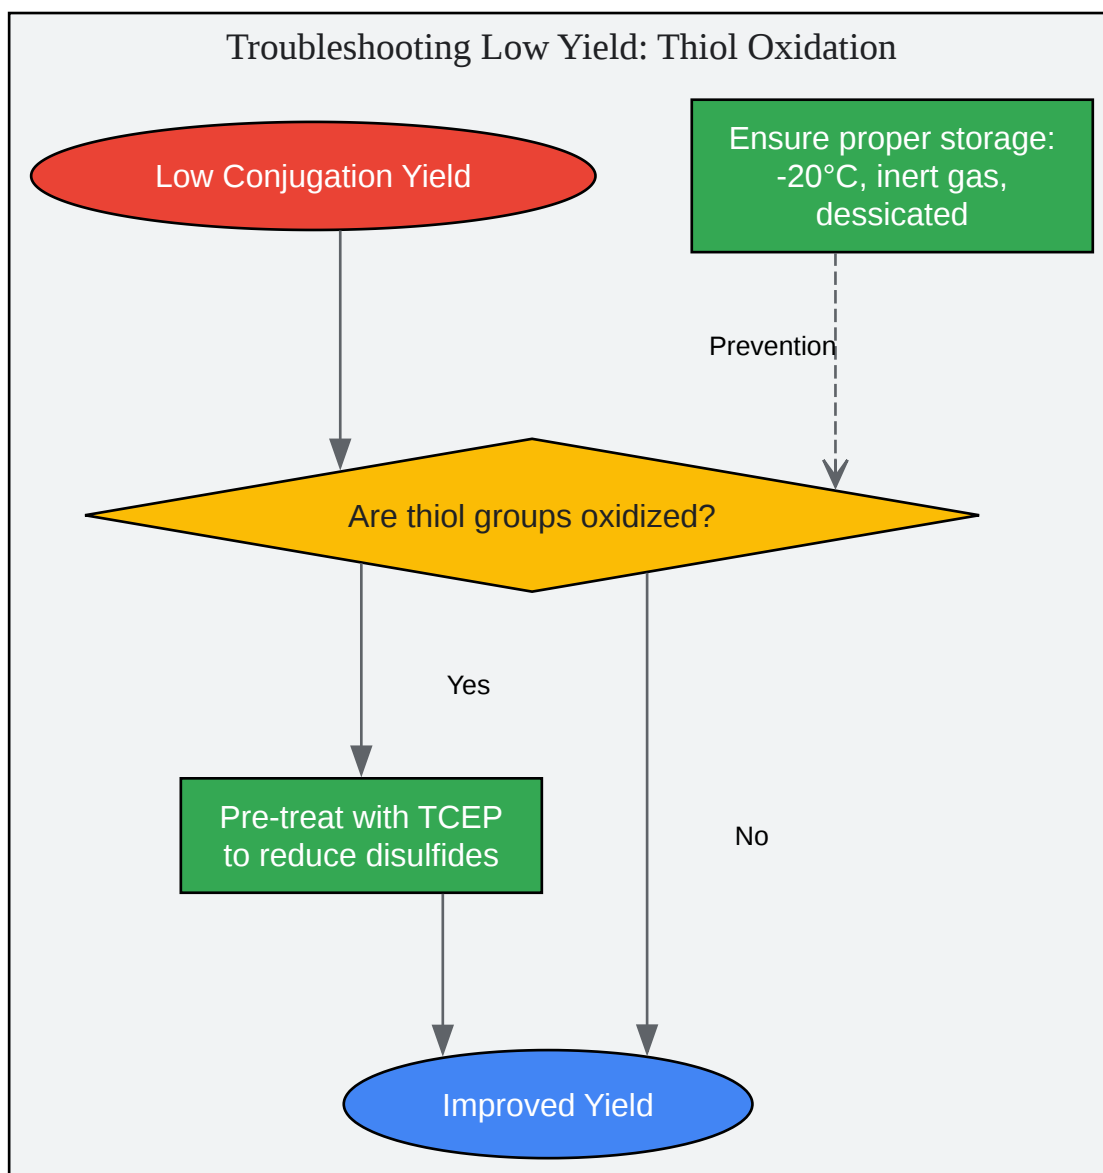 Troubleshooting Low Yield: Thiol Oxidation
Low Conjugation Yield
Ensure proper storage:
-20°C, inert gas,
dessicated
Prevention
Are thiol groups oxidized?
Yes
Pre-treat with TCEP
to reduce disulfides
No
Improved Yield